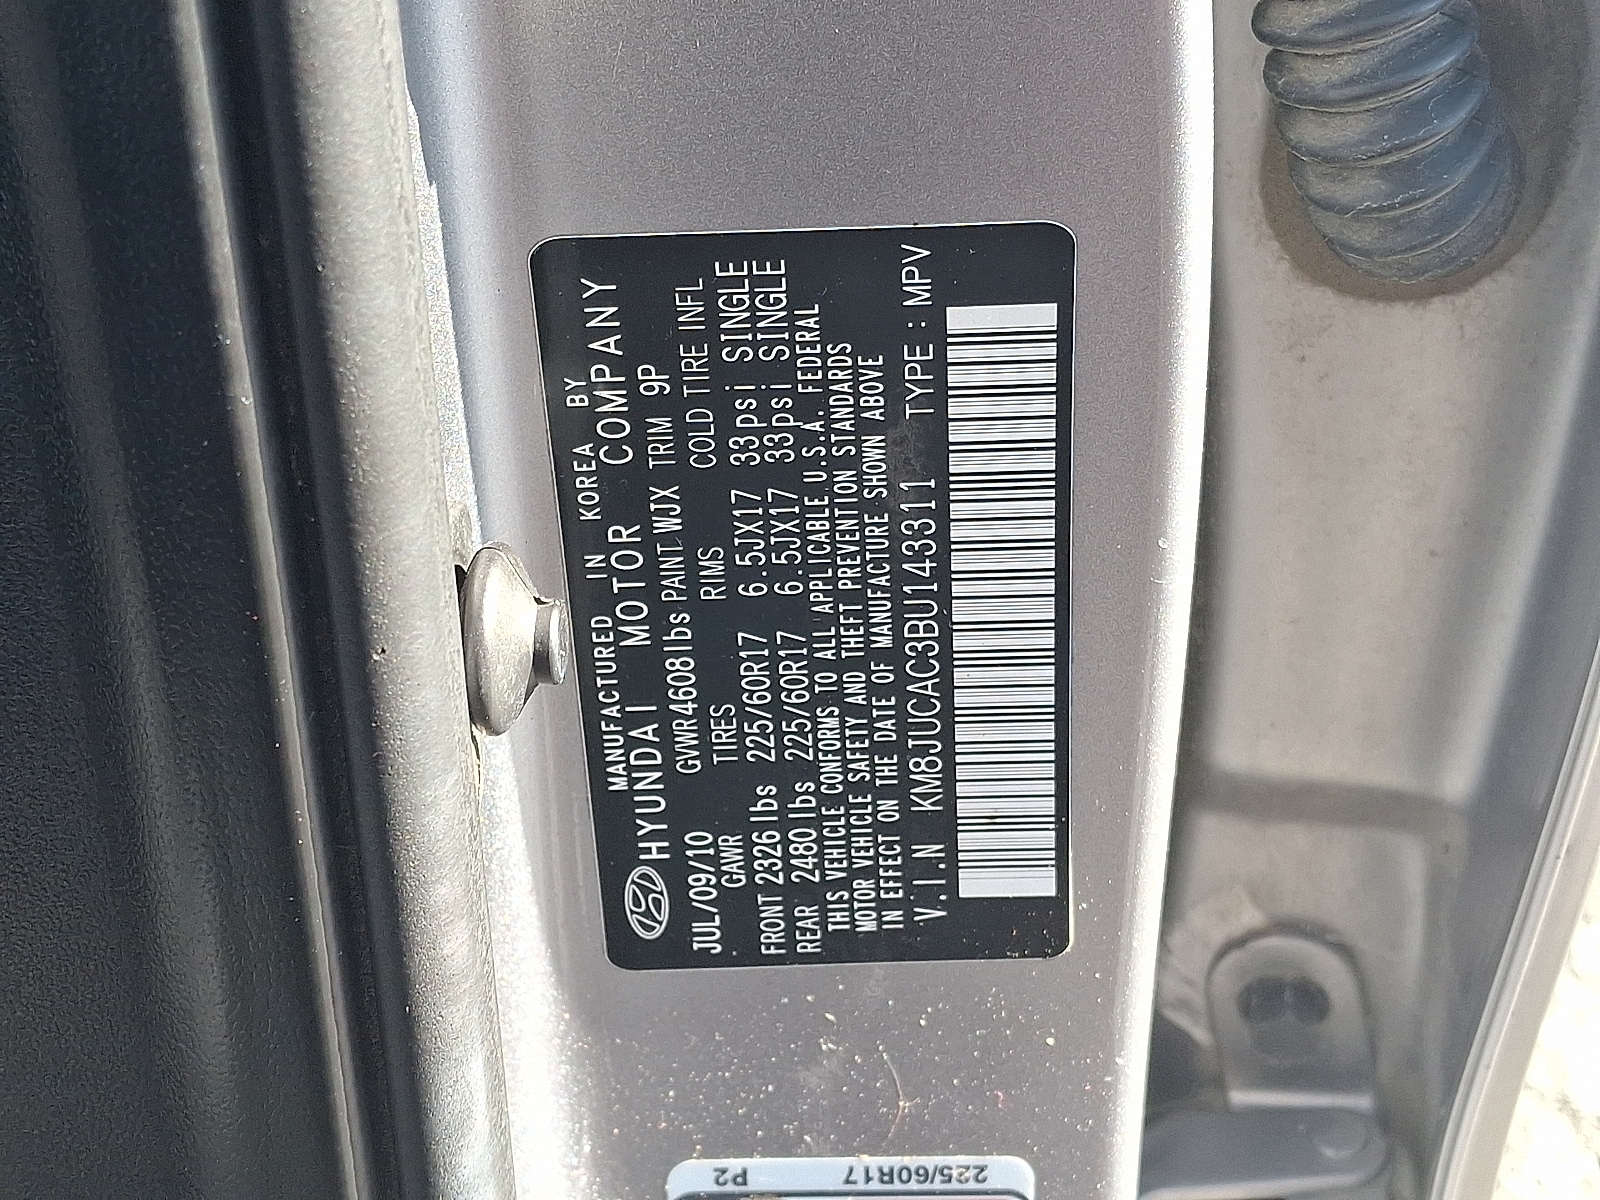 MANUFACTURED IN KOREA BY
HYUNDAI MOTOR COMPANY
JUL/09/10 GVWR4608lbs PAINT WJX TRIM 9P
GAWR TIRES RIMS COLD TIRE INFL
FRONT 2326 lbs 225/60R17 6.5JX17 33psi SINGLE
REAR 2480 lbs 225/60R17 6.5JX17 33psi SINGLE
THIS VEHICLE CONFORMS TO ALL APPLICABLE U.S.A. FEDERAL
MOTOR VEHICLE SAFETY AND THEFT PREVENTION STANDARDS
IN EFFECT ON THE DATE OF MANUFACTURE SHOWN ABOVE
V.I.N KM8JUCAC3BU143311 TYPE : MPV
225/60R17 P2